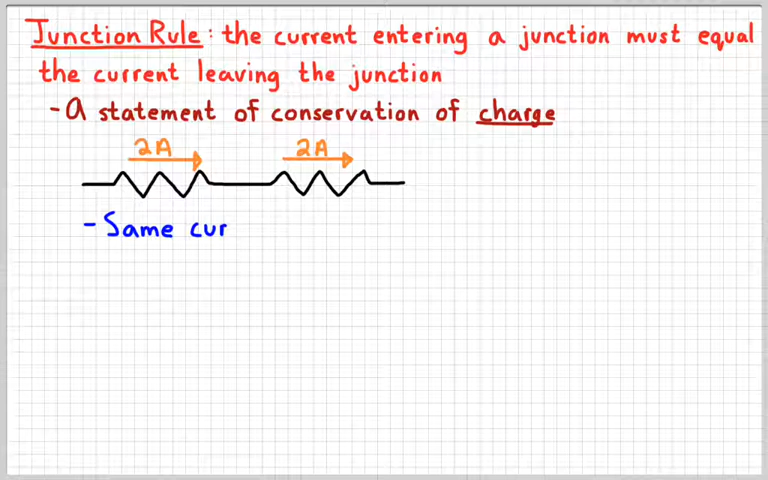 Junction Rule: the current entering a junction must equal
the current leaving the junction
- A statement of conservation of charge
2A 2A
- Same cur